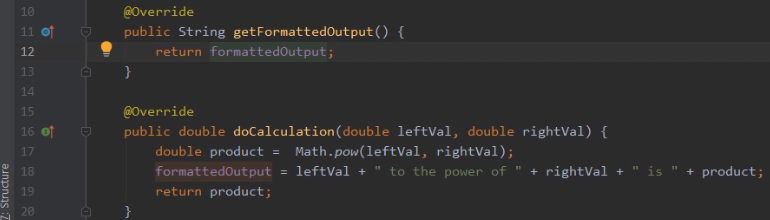 10 @Override
11 public String getFormattedOutput() {
12 return formattedOutput;
13 }
14
15 @Override
16 public double doCalculation(double leftVal, double rightVal) {
17 double product =  Math.pow(leftVal, rightVal);
18 formattedOutput = leftVal + " to the power of " + rightVal + " is " + product;
19 return product;
20 }
Z: Structure